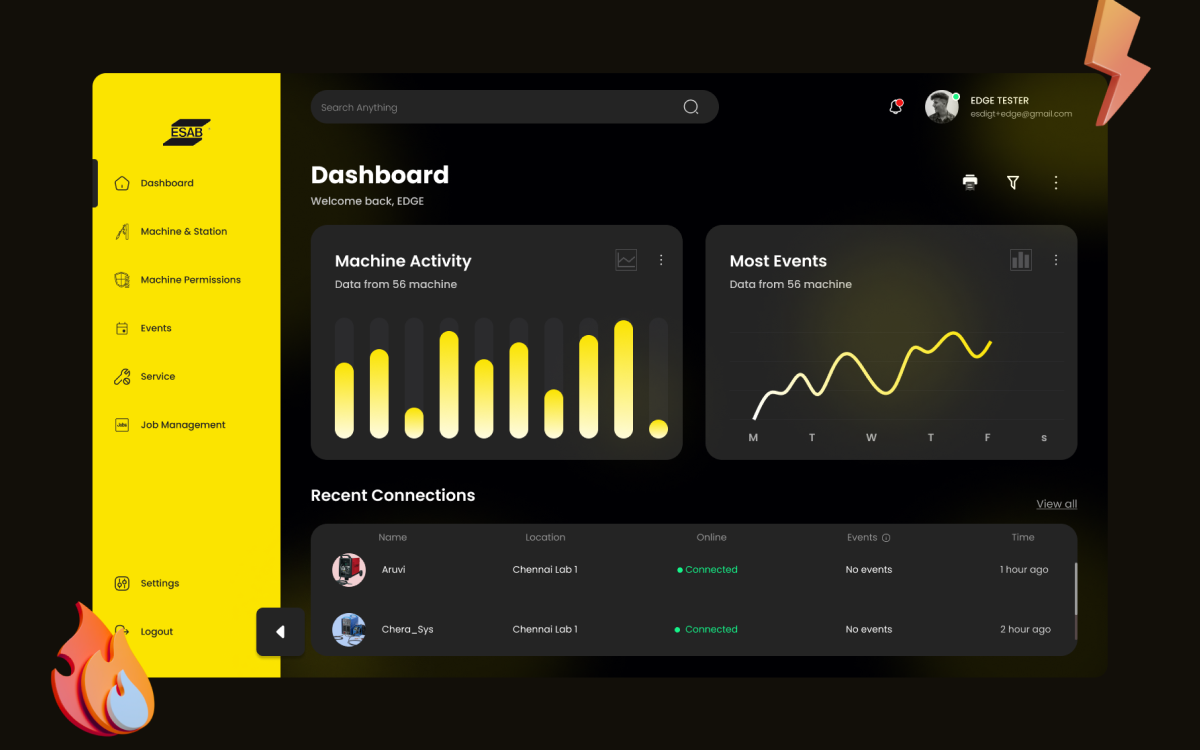 ESAB
Dashboard
Machine & Station
Machine Permissions
Events
Service
Job Management
Settings
Logout
Search Anything
EDGE TESTER
esdigt+edge@gmail.com
Dashboard
Welcome back, EDGE
Machine Activity
Data from 56 machine
Most Events
Data from 56 machine
M T W T F s
Recent Connections
View all
Name Location Online Events Time
Aruvi Chennai Lab 1 Connected No events 1 hour ago
Chera_Sys Chennai Lab 1 Connected No events 2 hour ago